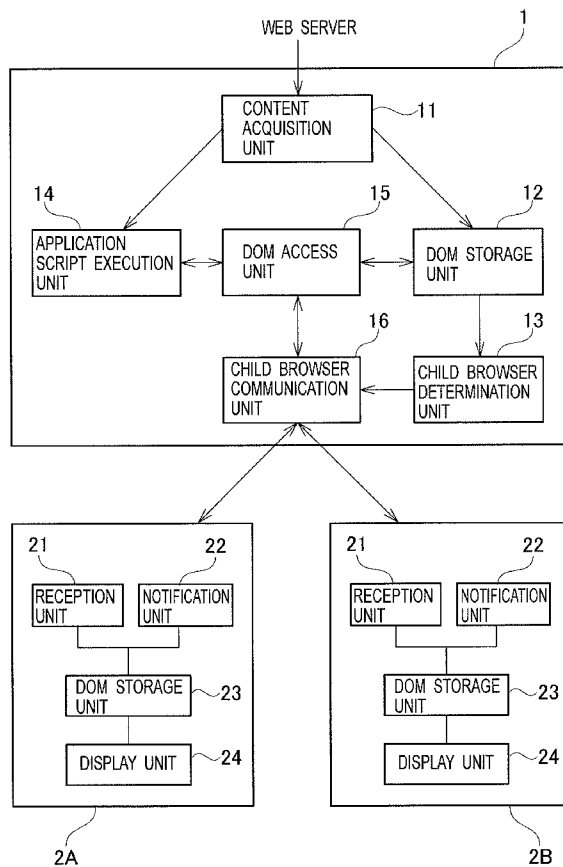 WEB SERVER
1
CONTENT
ACQUISITION
UNIT
11
14
15
12
APPLICATION
SCRIPT EXECUTION
UNIT
DOM ACCESS
UNIT
DOM STORAGE
UNIT
16
13
CHILD BROWSER
COMMUNICATION
UNIT
CHILD BROWSER
DETERMINATION
UNIT
21
22
RECEPTION
UNIT
NOTIFICATION
UNIT
DOM STORAGE
UNIT
23
DISPLAY UNIT
24
2A
21
22
RECEPTION
UNIT
NOTIFICATION
UNIT
DOM STORAGE
UNIT
23
DISPLAY UNIT
24
2B